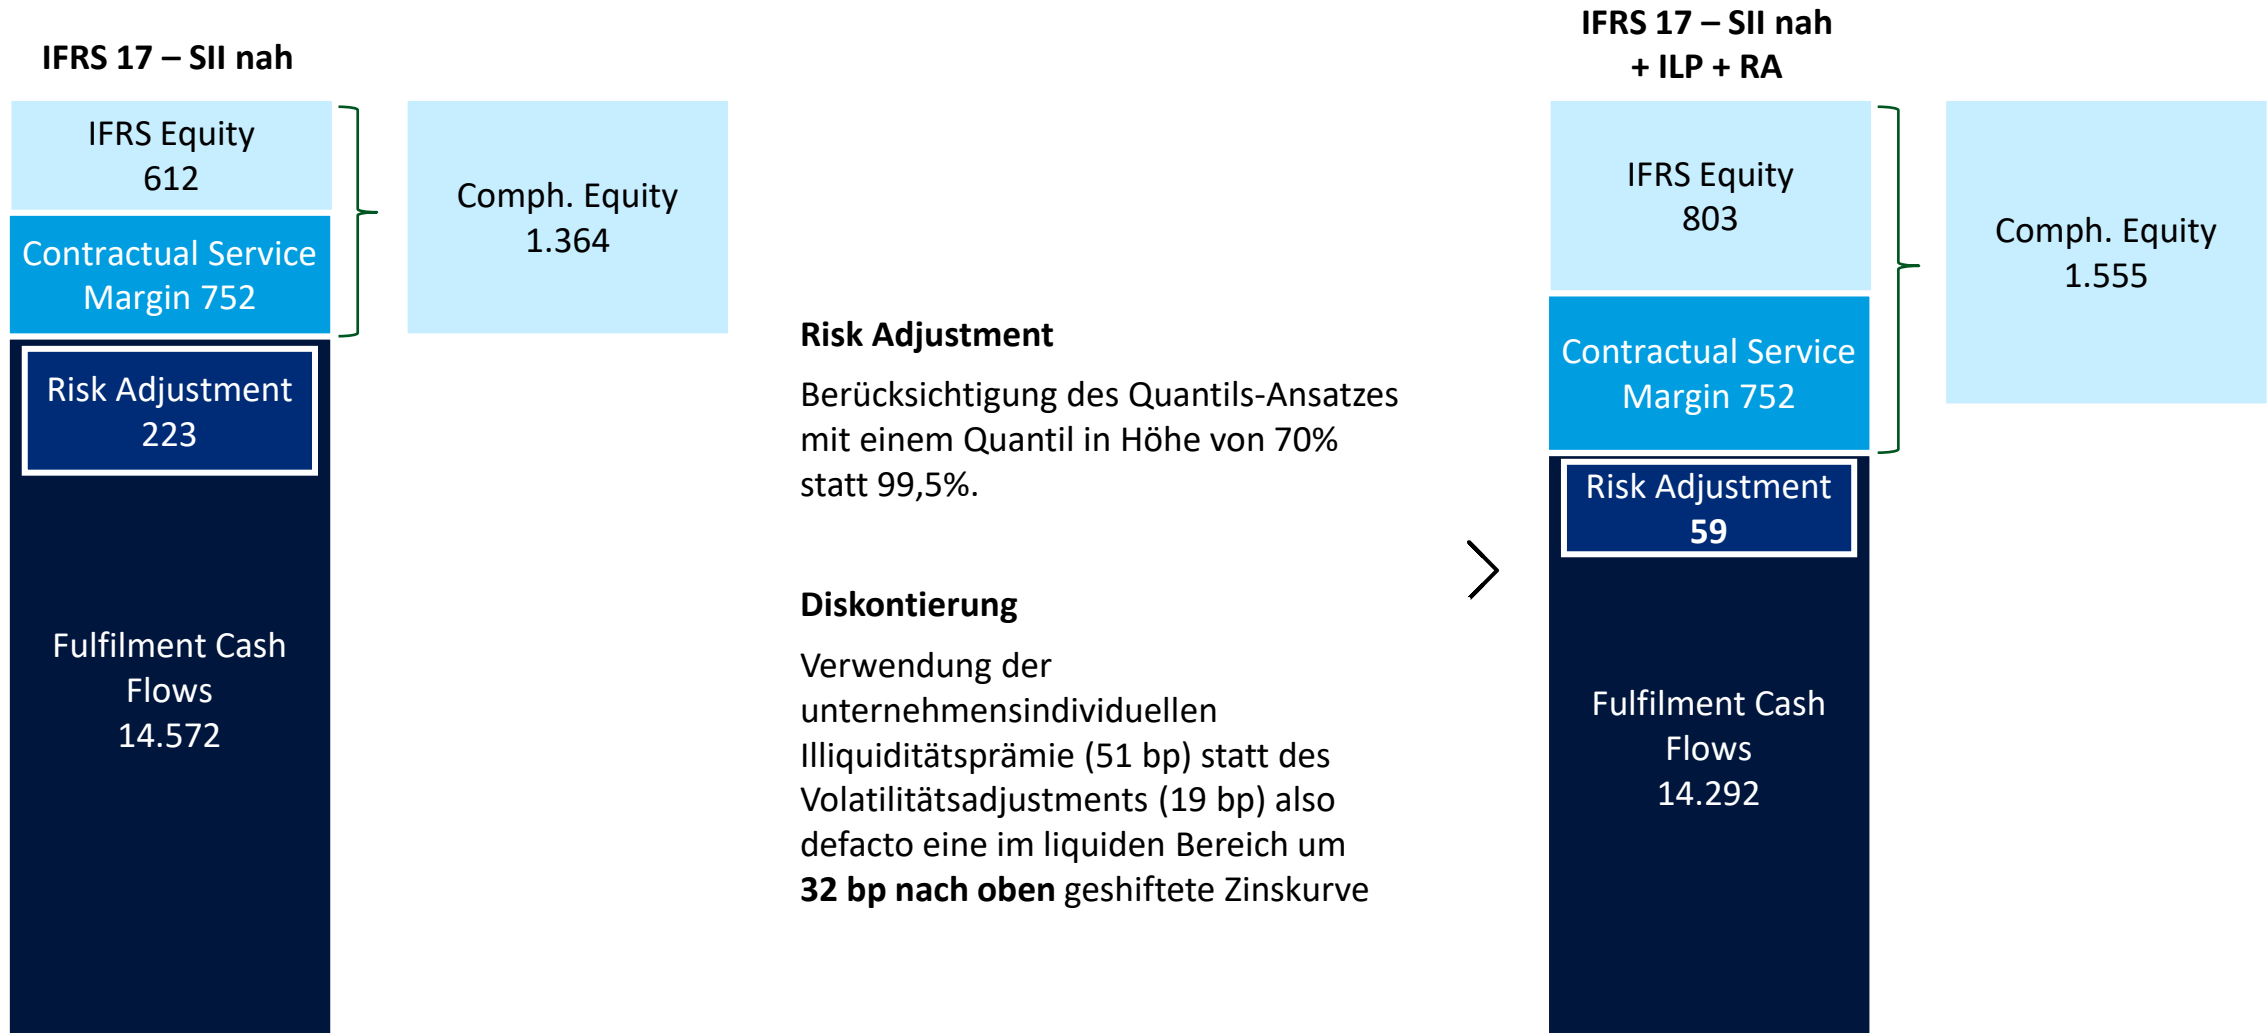 IFRS 17 – SII nah
IFRS Equity
612
Contractual Service
Margin 752
Risk Adjustment
223
Fulfilment Cash
Flows
14.572
Comph. Equity
1.364
Risk Adjustment
Berücksichtigung des Quantils-Ansatzes
mit einem Quantil in Höhe von 70%
statt 99,5%.
Diskontierung
Verwendung der
unternehmensindividuellen
Illiquiditätsprämie (51 bp) statt des
Volatilitätsadjustments (19 bp) also
defacto eine im liquiden Bereich um
32 bp nach oben geshiftete Zinskurve
IFRS 17 – SII nah
+ ILP + RA
IFRS Equity
803
Contractual Service
Margin 752
Risk Adjustment
59
Fulfilment Cash
Flows
14.292
Comph. Equity
1.555